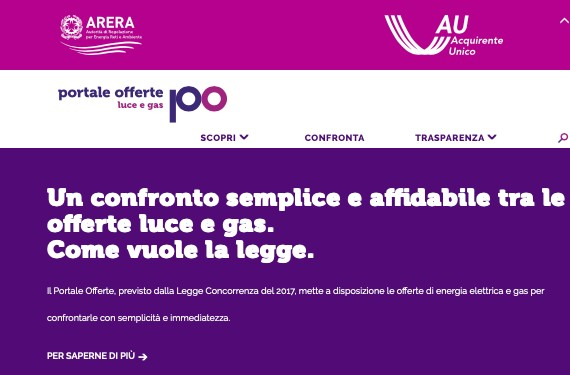 ARERA
Autorità di Regolazione
per Energia Reti e Ambiente
AU
Acquirente
Unico
portale offerte
luce e gas
po
SCOPRI
CONFRONTA
TRASPARENZA
Un confronto semplice e affidabile tra le
offerte luce e gas.
Come vuole la legge.
Il Portale Offerte, previsto dalla Legge Concorrenza del 2017, mette a disposizione le offerte di energia elettrica e gas per
confrontarle con semplicità e immediatezza.
PER SAPERNE DI PIÙ